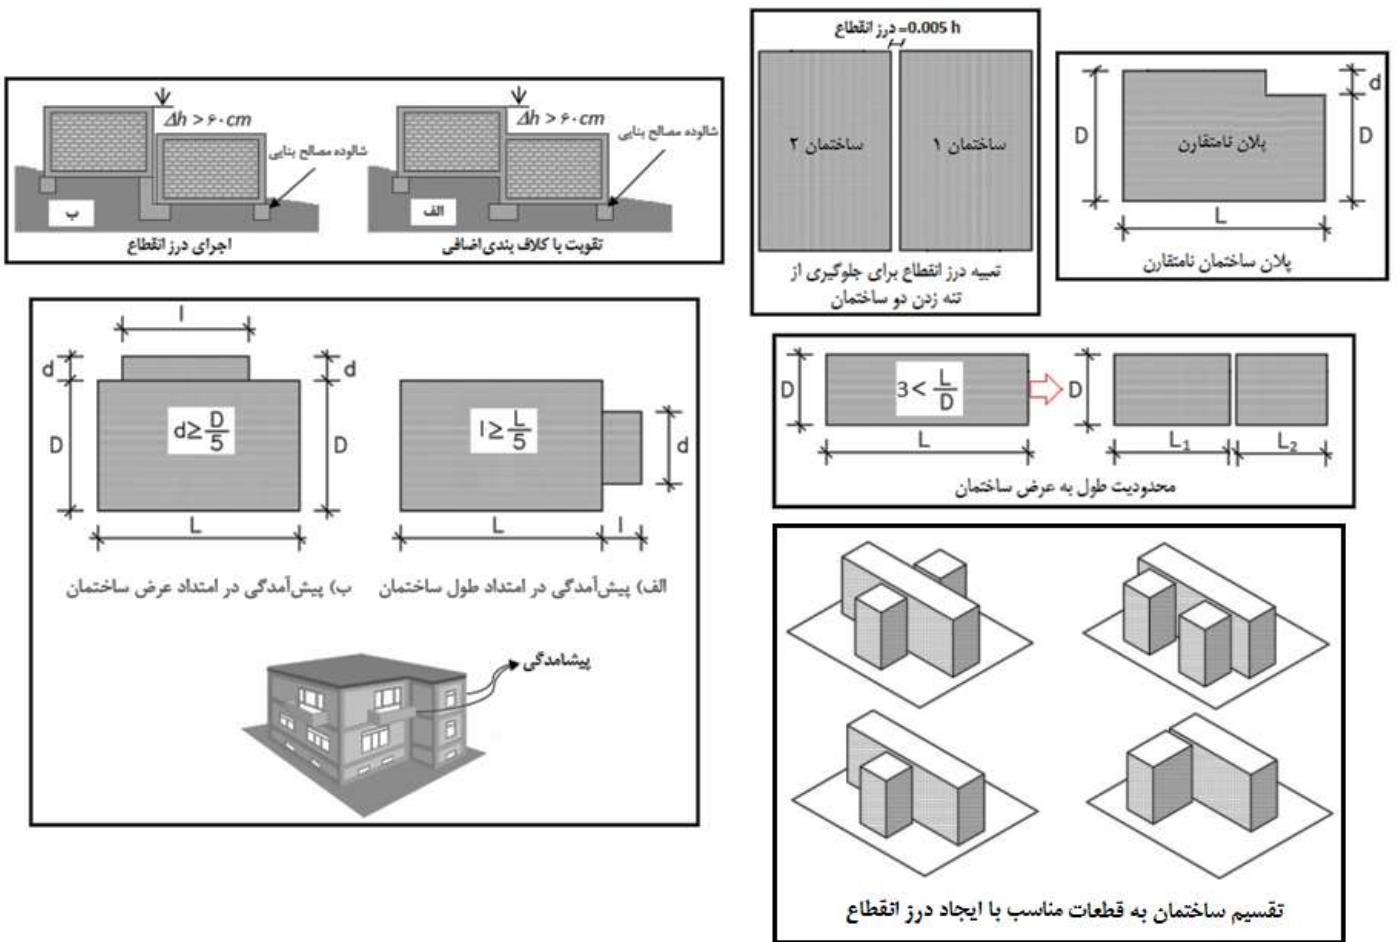 درز انقطاع=0.005 h
ساختمان ۱
ساختمان ۲
تعبیه درز انقطاع برای جلوگیری از
تنه زدن دو ساختمان
d
D
D
پلان نامتقارن
L
پلان ساختمان نامتقارن
Δh > ۶۰cm
شالوده مصالح بنایی
الف
تقویت با کلاف بندی اضافی
Δh > ۶۰cm
شالوده مصالح بنایی
ب
اجرای درز انقطاع
D
3 < L/D
L
D
L1
L2
محدودیت طول به عرض ساختمان
l ≥ L/5
d
L
l
الف) پیش‌آمدگی در امتداد طول ساختمان
l
d
d
D
d ≥ D/5
D
L
ب) پیش‌آمدگی در امتداد عرض ساختمان
پیشامدگی
تقسیم ساختمان به قطعات مناسب با ایجاد درز انقطاع